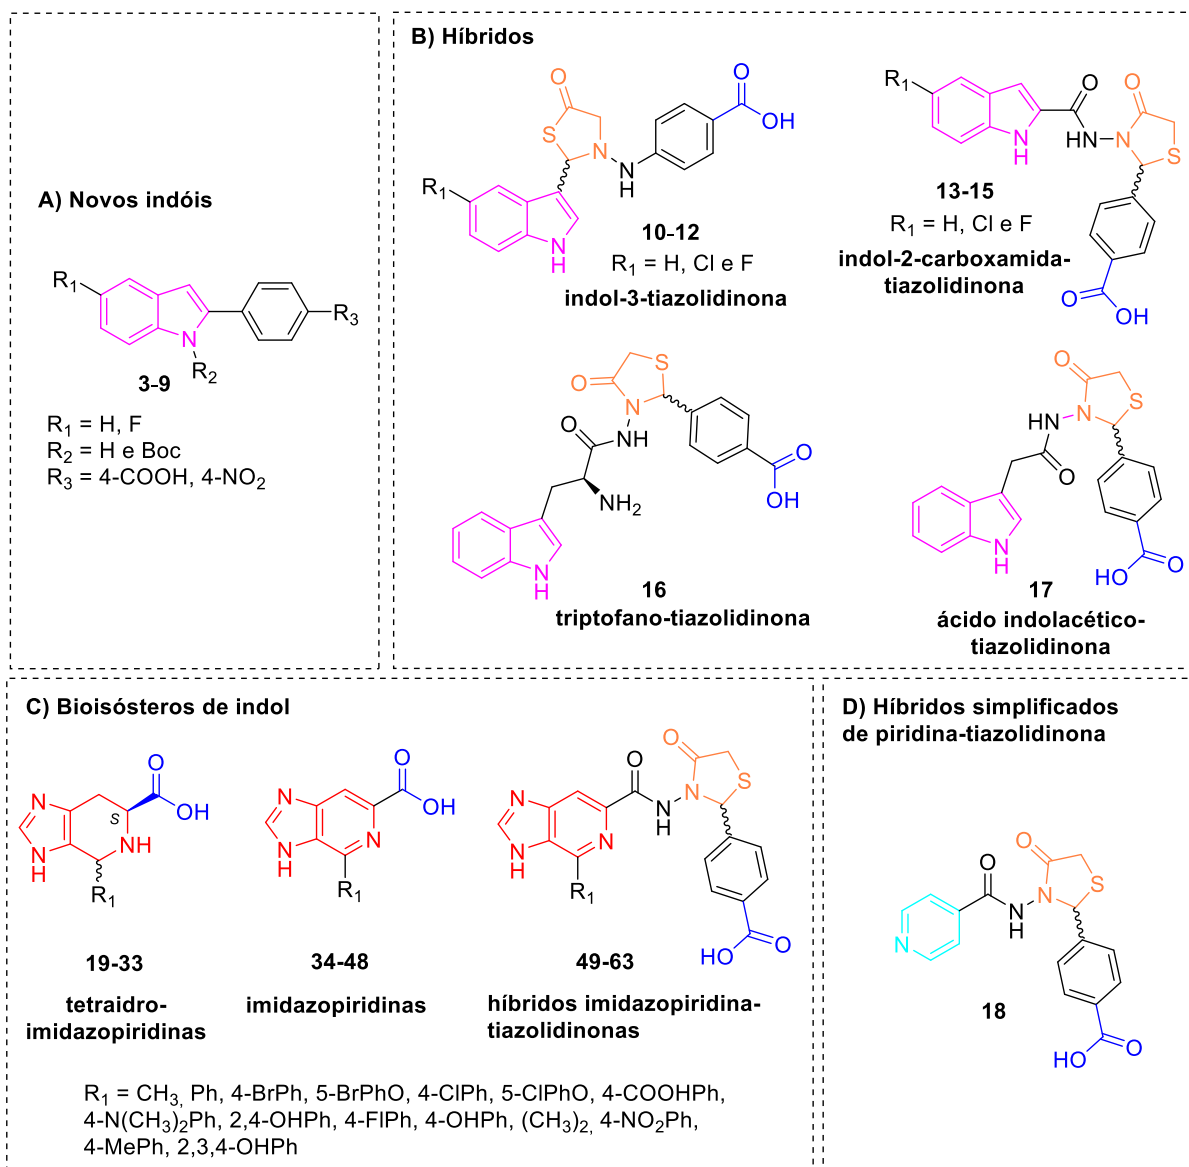 A) Novos indóis
R1
N
R2
R3
3-9
R1 = H, F
R2 = H e Boc
R3 = 4-COOH, 4-NO2
B) Híbridos
O
S
N
N
H
O
OH
R1
N
H
10-12
R1 = H, Cl e F
indol-3-tiazolidinona
R1
N
H
O
NH
N
O
S
O
OH
13-15
R1 = H, Cl e F
indol-2-carboxamida-
tiazolidinona
S
O
N
O
NH
NH2
O
OH
N
H
16
triptofano-tiazolidinona
O
S
NH
N
O
N
H
HO
O
17
ácido indolacético-
tiazolidinona
C) Bioisósteros de indol
O
OH
N
S
NH
N
H
R1
19-33
tetraidro-
imidazopiridinas
O
OH
N
N
N
H
R1
34-48
imidazopiridinas
O
O
S
N
N
N
H
N
N
H
R1
HO
O
49-63
híbridos imidazopiridina-
tiazolidinonas
R1 = CH3, Ph, 4-BrPh, 5-BrPhO, 4-ClPh, 5-ClPhO, 4-COOHPh,
4-N(CH3)2Ph, 2,4-OHPh, 4-FlPh, 4-OHPh, (CH3)2, 4-NO2Ph,
4-MePh, 2,3,4-OHPh
D) Híbridos simplificados
de piridina-tiazolidinona
O
O
S
N
N
H
N
HO
O
18